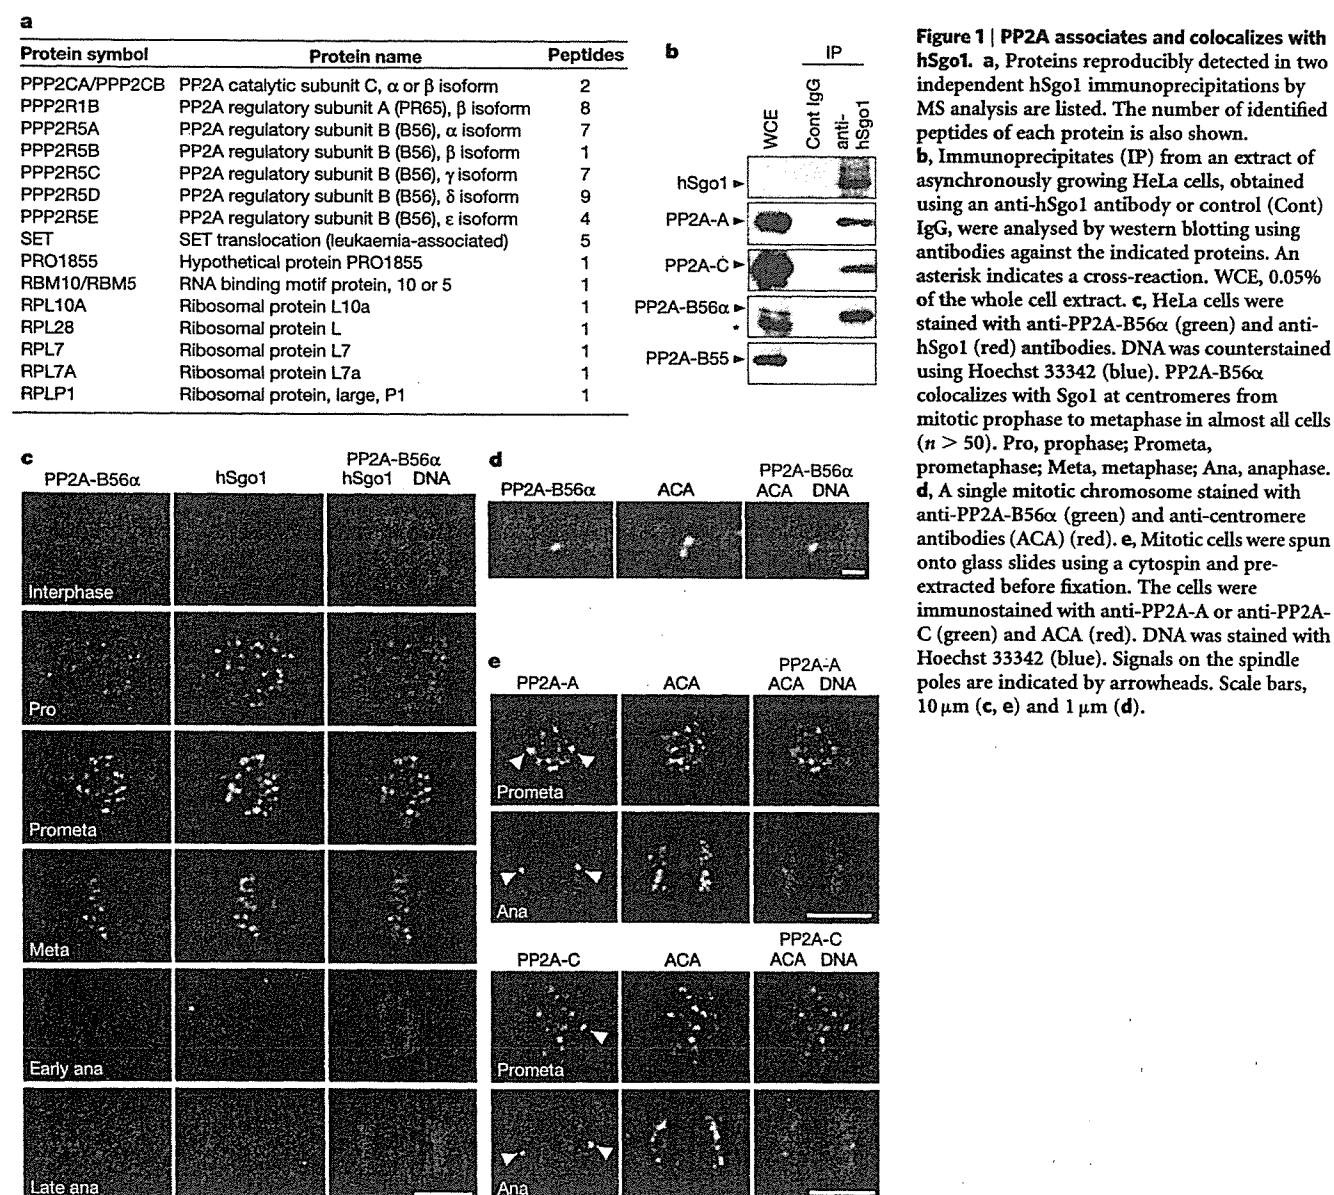 a
Protein symbol Protein name Peptides
PPP2CA/PPP2CB PP2A catalytic subunit C, α or β isoform 2
PPP2R1B PP2A regulatory subunit A (PR65), β isoform 8
PPP2R5A PP2A regulatory subunit B (B56), α isoform 7
PPP2R5B PP2A regulatory subunit B (B56), β isoform 1
PPP2R5C PP2A regulatory subunit B (B56), γ isoform 7
PPP2R5D PP2A regulatory subunit B (B56), δ isoform 9
PPP2R5E PP2A regulatory subunit B (B56), ε isoform 4
SET SET translocation (leukaemia-associated) 5
PRO1855 Hypothetical protein PRO1855 1
RBM10/RBM5 RNA binding motif protein, 10 or 5 1
RPL10A Ribosomal protein L10a 1
RPL28 Ribosomal protein L 1
RPL7 Ribosomal protein L7 1
RPL7A Ribosomal protein L7a 1
RPLP1 Ribosomal protein, large, P1 1
b
IP
WCE
Cont IgG
anti-
hSgo1
hSgo1
PP2A-A
PP2A-C
PP2A-B56α
*
PP2A-B55
Figure 1 | PP2A associates and colocalizes with
hSgo1. a, Proteins reproducibly detected in two
independent hSgo1 immunoprecipitations by
MS analysis are listed. The number of identified
peptides of each protein is also shown.
b, Immunoprecipitates (IP) from an extract of
asynchronously growing HeLa cells, obtained
using an anti-hSgo1 antibody or control (Cont)
IgG, were analysed by western blotting using
antibodies against the indicated proteins. An
asterisk indicates a cross-reaction. WCE, 0.05%
of the whole cell extract. c, HeLa cells were
stained with anti-PP2A-B56α (green) and anti-
hSgo1 (red) antibodies. DNA was counterstained
using Hoechst 33342 (blue). PP2A-B56α
colocalizes with Sgo1 at centromeres from
mitotic prophase to metaphase in almost all cells
(n > 50). Pro, prophase; Prometa,
prometaphase; Meta, metaphase; Ana, anaphase.
d, A single mitotic chromosome stained with
anti-PP2A-B56α (green) and anti-centromere
antibodies (ACA) (red). e, Mitotic cells were spun
onto glass slides using a cytospin and pre-
extracted before fixation. The cells were
immunostained with anti-PP2A-A or anti-PP2A-
C (green) and ACA (red). DNA was stained with
Hoechst 33342 (blue). Signals on the spindle
poles are indicated by arrowheads. Scale bars,
10 μm (c, e) and 1 μm (d).
c
PP2A-B56α hSgo1 PP2A-B56α
hSgo1 DNA
Interphase
Pro
Prometa
Meta
Early ana
Late ana
d
PP2A-B56α ACA PP2A-B56α
ACA DNA
e
PP2A-A ACA PP2A-A
ACA DNA
Prometa
Ana
PP2A-C ACA PP2A-C
ACA DNA
Prometa
Ana